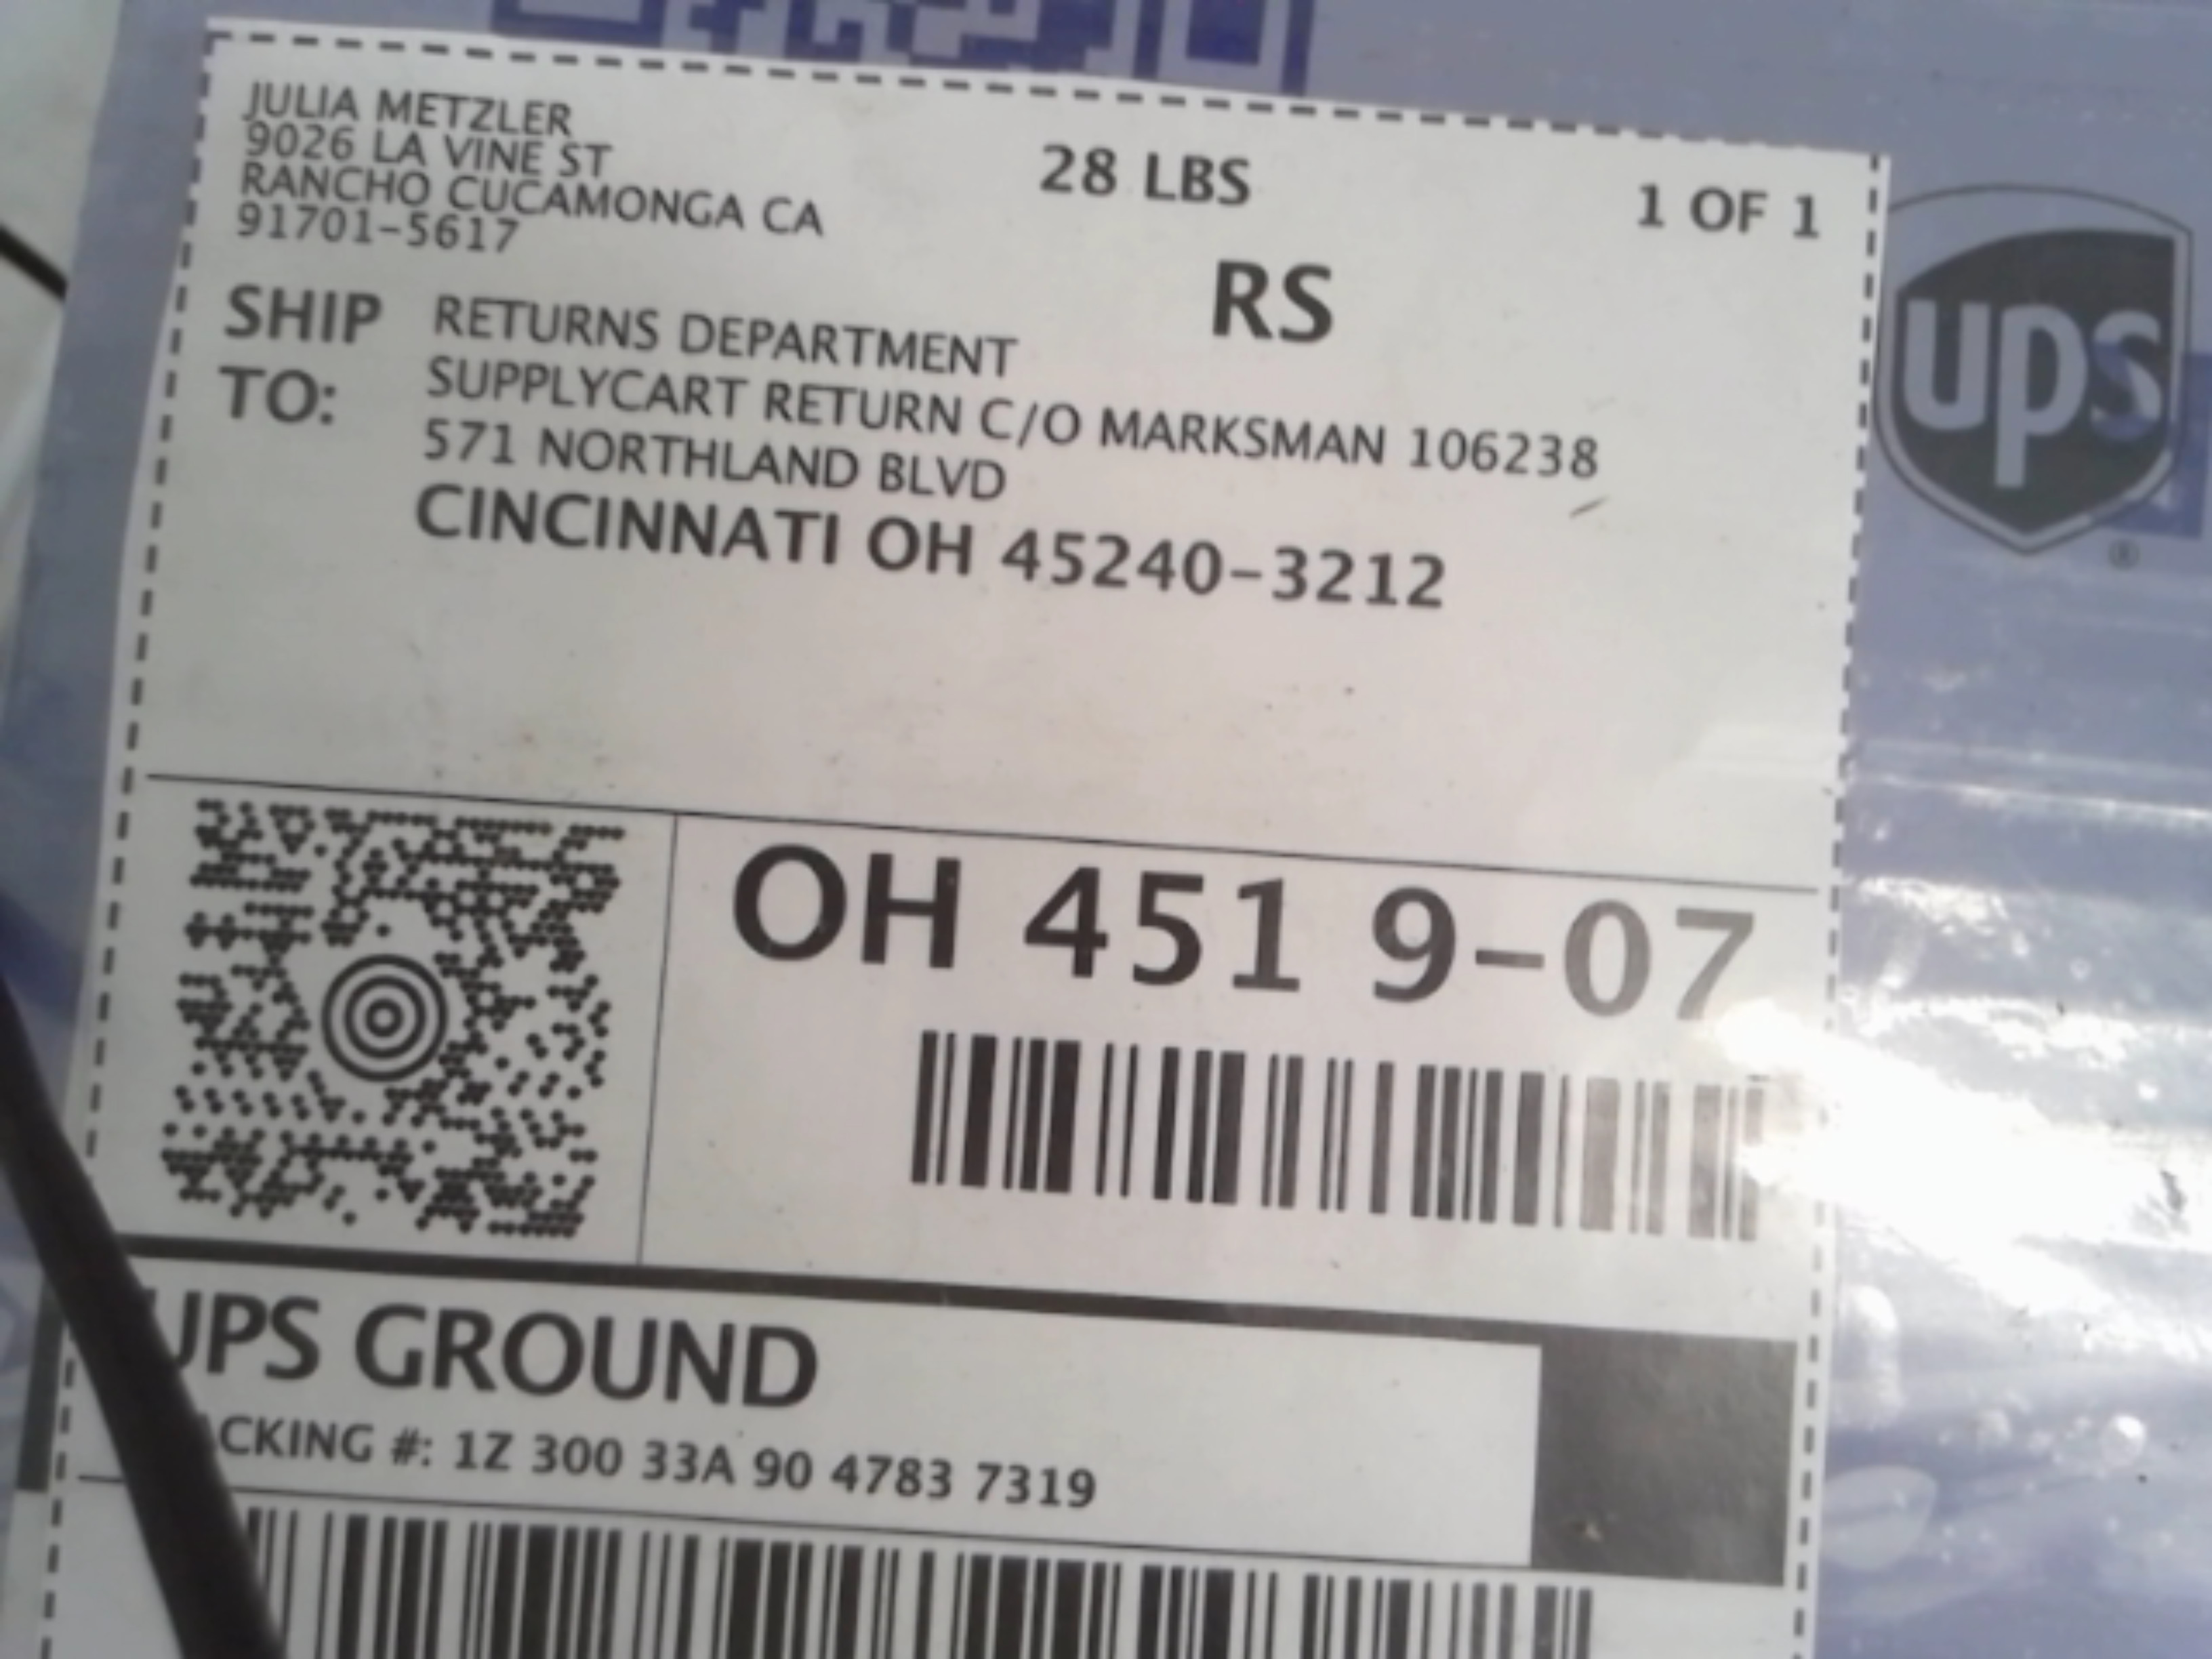 JULIA METZLER
9026 LA VINE ST
RANCHO CUCAMONGA CA
91701-5617
28 LBS
1 OF 1
RS
SHIP TO:
RETURNS DEPARTMENT
SUPPLYCART RETURN C/O MARKSMAN 106238
571 NORTHLAND BLVD
CINCINNATI OH 45240-3212
ups
®
OH 451 9-07
UPS GROUND
ACKING #: 1Z 300 33A 90 4783 7319